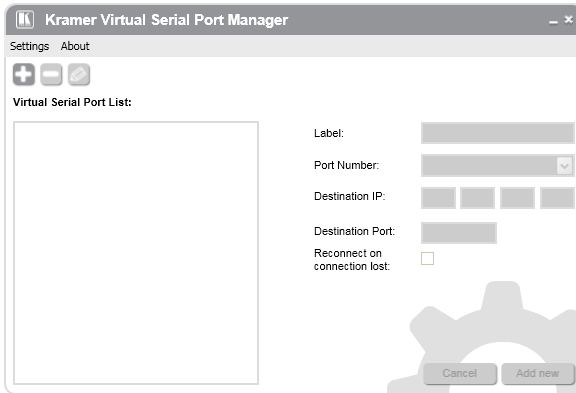 Kramer Virtual Serial Port Manager
Settings About
Virtual Serial Port List:
Label:
Port Number:
Destination IP:
Destination Port:
Reconnect on
connection lost:
Cancel Add new